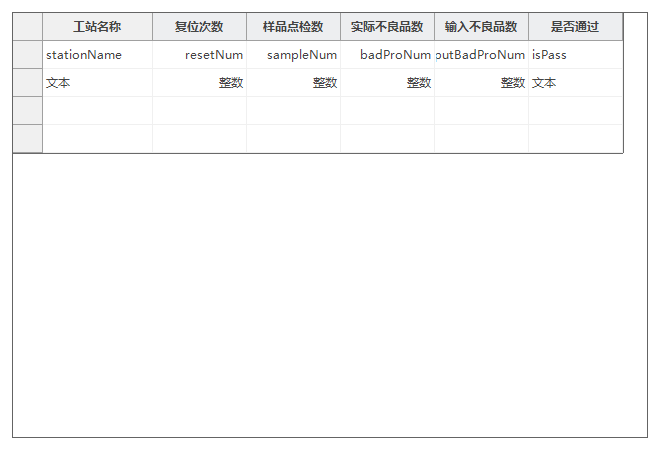 工站名称 复位次数 样品点检数 实际不良品数 输入不良品数 是否通过
stationName resetNum sampleNum badProNum putBadProNum isPass
文本 整数 整数 整数 整数 文本